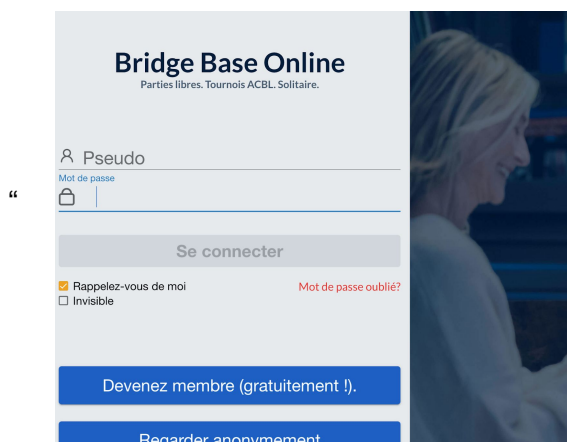 Bridge Base Online
Parties libres. Tournois ACBL. Solitaire.
Pseudo
Mot de passe
“
Se connecter
Rappelez-vous de moi
Mot de passe oublié?
Invisible
Devenez membre (gratuitement !).
Regarder anonymement